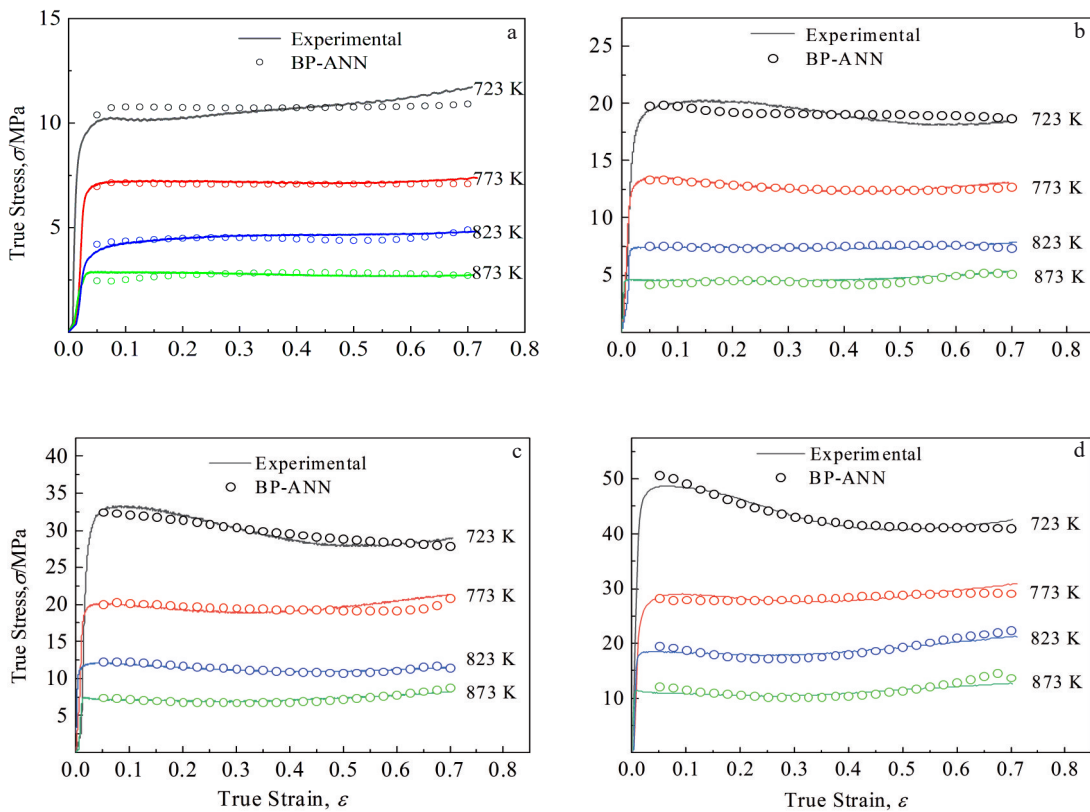 a
Experimental
BP-ANN
15
10
5
True Stress,σ/MPa
723 K
773 K
823 K
873 K
0.0 0.1 0.2 0.3 0.4 0.5 0.6 0.7 0.8
b
Experimental
BP-ANN
25
20
15
10
5
0
723 K
773 K
823 K
873 K
0.0 0.1 0.2 0.3 0.4 0.5 0.6 0.7 0.8
c
Experimental
BP-ANN
40
35
30
25
20
15
10
5
True Stress,σ/MPa
723 K
773 K
823 K
873 K
0.0 0.1 0.2 0.3 0.4 0.5 0.6 0.7 0.8
True Strain, ε
d
Experimental
BP-ANN
50
40
30
20
10
723 K
773 K
823 K
873 K
0.0 0.1 0.2 0.3 0.4 0.5 0.6 0.7 0.8
True Strain, ε